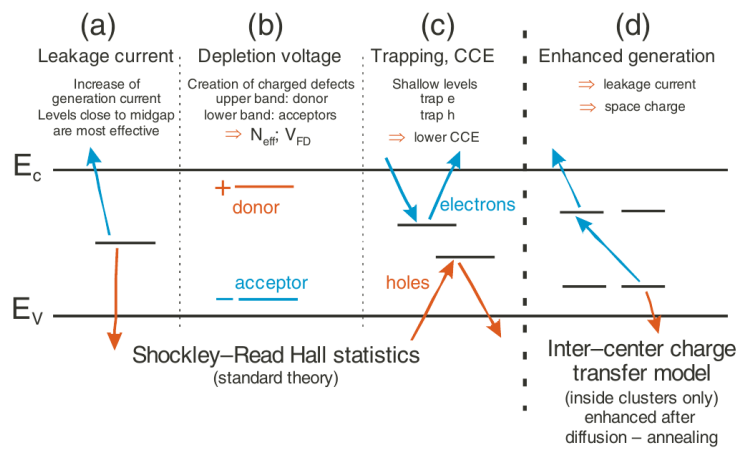 (a)
Leakage current
Increase of
generation current
Levels close to midgap
are most effective
(b)
Depletion voltage
Creation of charged defects
upper band: donor
lower band: acceptors
⇒ Neff; VFD
(c)
Trapping, CCE
Shallow levels
trap e
trap h
⇒ lower CCE
(d)
Enhanced generation
⇒ leakage current
⇒ space charge
Ec
+
donor
electrons
acceptor
−
holes
EV
Shockley–Read Hall statistics
(standard theory)
Inter–center charge
transfer model
(inside clusters only)
enhanced after
diffusion – annealing